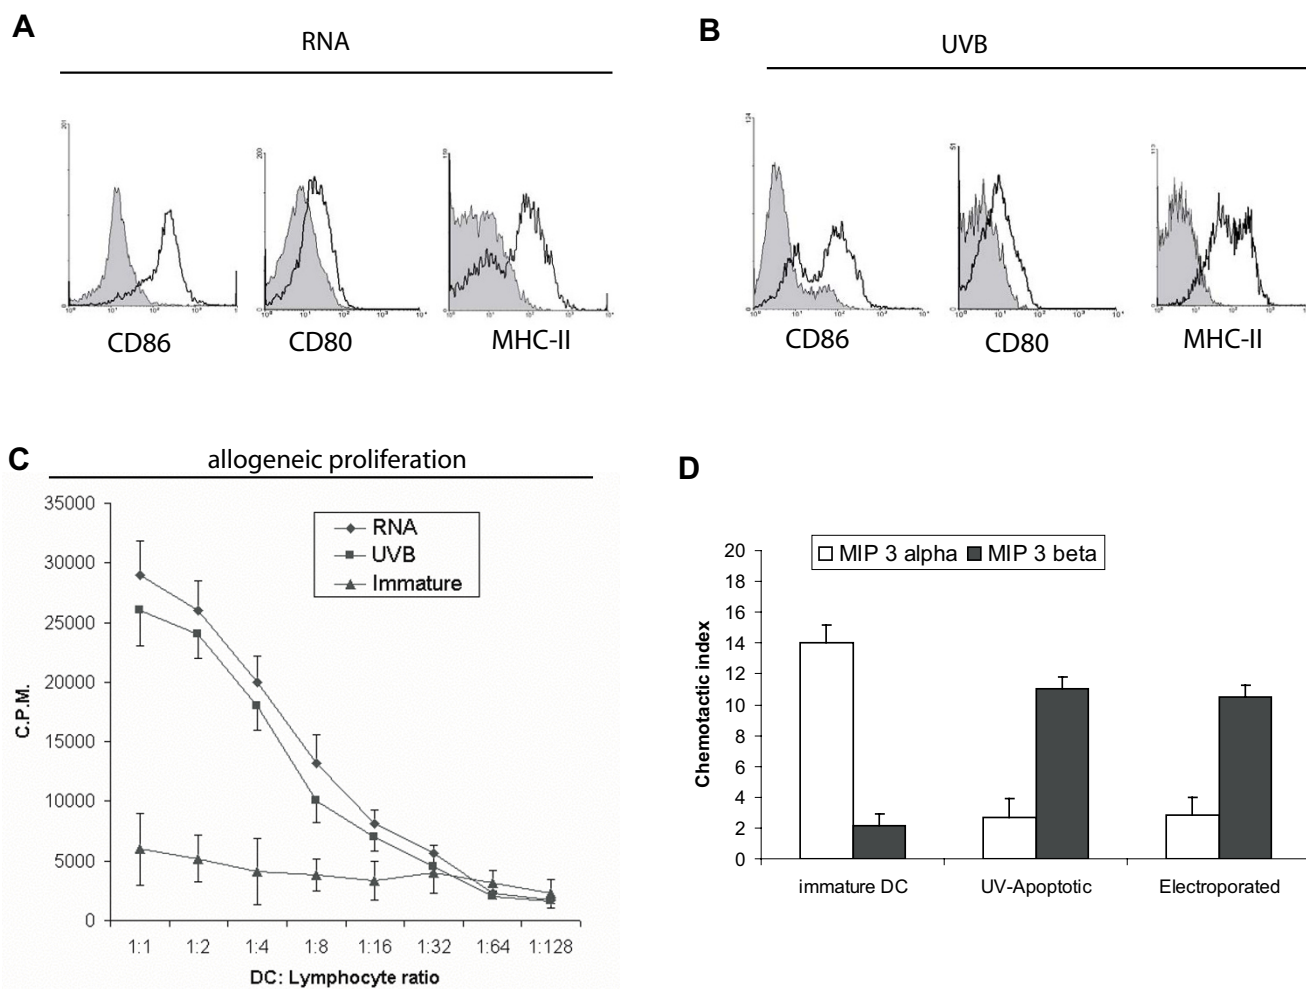 A
RNA
B
UVB
201
CD86
200
CD80
MHC-II
CD86
51
CD80
MHC-II
C
allogeneic proliferation
RNA
UVB
Immature
35000
30000
25000
20000
15000
10000
5000
0
C.P.M.
1:1 1:2 1:4 1:8 1:16 1:32 1:64 1:128
DC: Lymphocyte ratio
D
MIP 3 alpha MIP 3 beta
20
18
16
14
12
10
8
6
4
2
0
Chemotactic index
immature DC UV-Apoptotic Electroporated